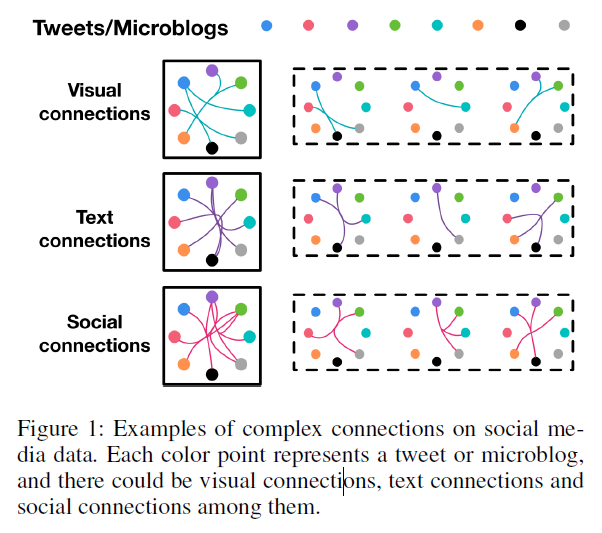 Tweets/Microblogs
Visual
connections
Text
connections
Social
connections
Figure 1: Examples of complex connections on social me-
dia data. Each color point represents a tweet or microblog,
and there could be visual connections, text connections and
social connections among them.